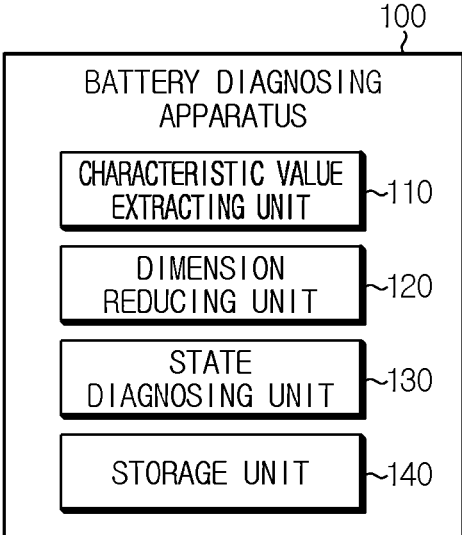 100
BATTERY DIAGNOSING
APPARATUS
CHARACTERISTIC VALUE
EXTRACTING UNIT
110
DIMENSION
REDUCING UNIT
120
STATE
DIAGNOSING UNIT
130
STORAGE UNIT
140